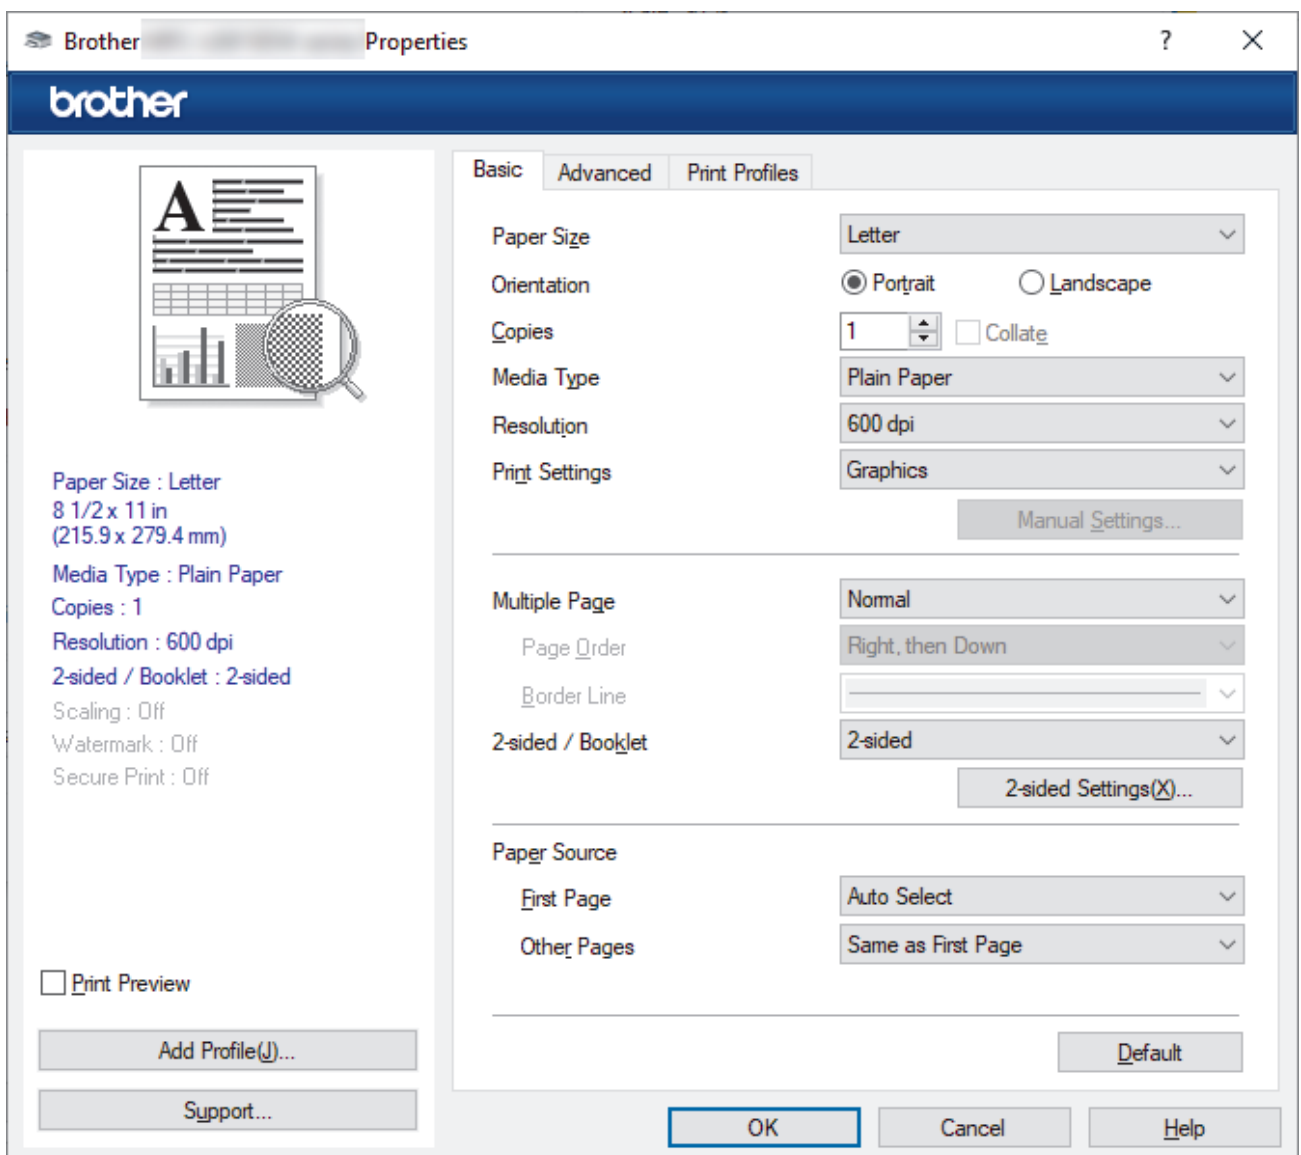 Brother Properties ?
brother
A
Paper Size : Letter
8 1/2 x 11 in
(215.9 x 279.4 mm)
Media Type : Plain Paper
Copies : 1
Resolution : 600 dpi
2-sided / Booklet : 2-sided
Scaling : Off
Watermark : Off
Secure Print : Off
Print Preview
Add Profile(J)...
Support...
Basic Advanced Print Profiles
Paper Size Letter
Orientation Portrait Landscape
Copies 1 Collate
Media Type Plain Paper
Resolution 600 dpi
Print Settings Graphics
Manual Settings...
Multiple Page Normal
Page Order Right, then Down
Border Line
2-sided / Booklet 2-sided
2-sided Settings(X)...
Paper Source
First Page Auto Select
Other Pages Same as First Page
Default
OK Cancel Help